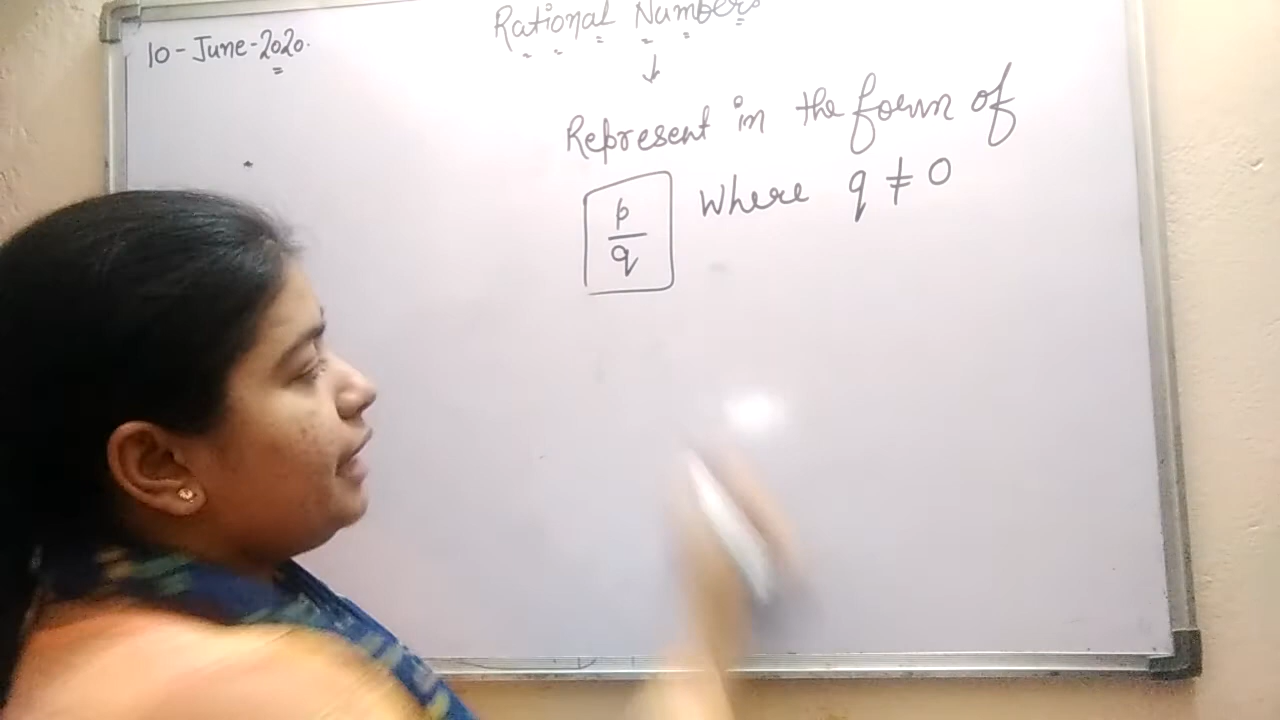 10-June-2020.
Rational Numbers
Represent in the form of
p/q where q ≠ 0